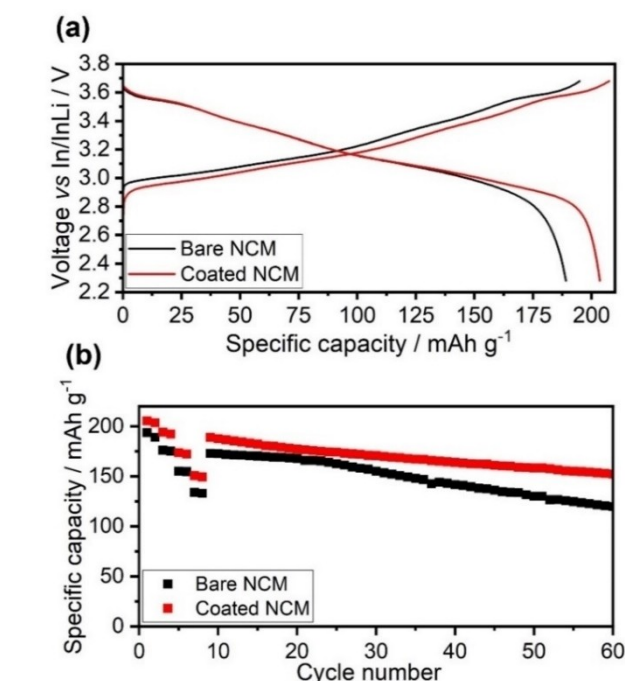 (a)
Voltage vs In/InLi / V
3.8
3.6
3.4
3.2
3.0
2.8
2.6
2.4
2.2
Bare NCM
Coated NCM
0 25 50 75 100 125 150 175 200
Specific capacity / mAh g⁻¹
(b)
Specific capacity / mAh g⁻¹
200
150
100
50
0
Bare NCM
Coated NCM
0 10 20 30 40 50 60
Cycle number